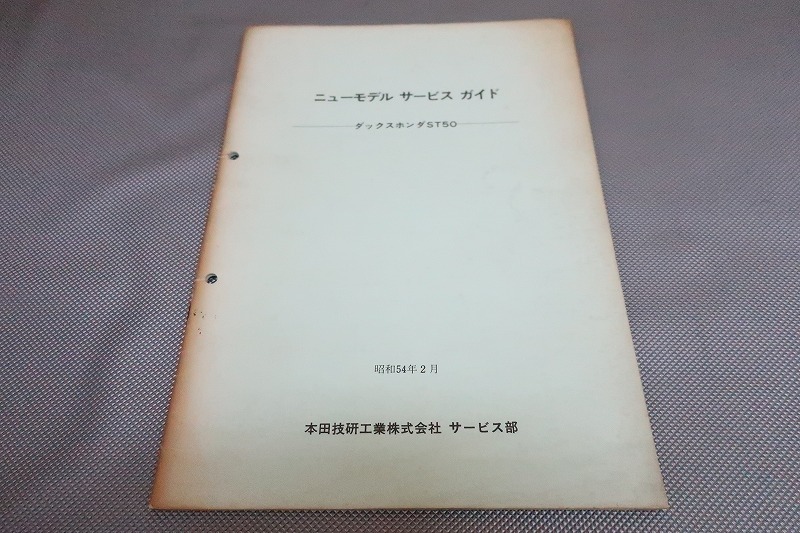 ニューモデル サービス ガイド
ダックスホンダST50
昭和54年2月
本田技研工業株式会社 サービス部